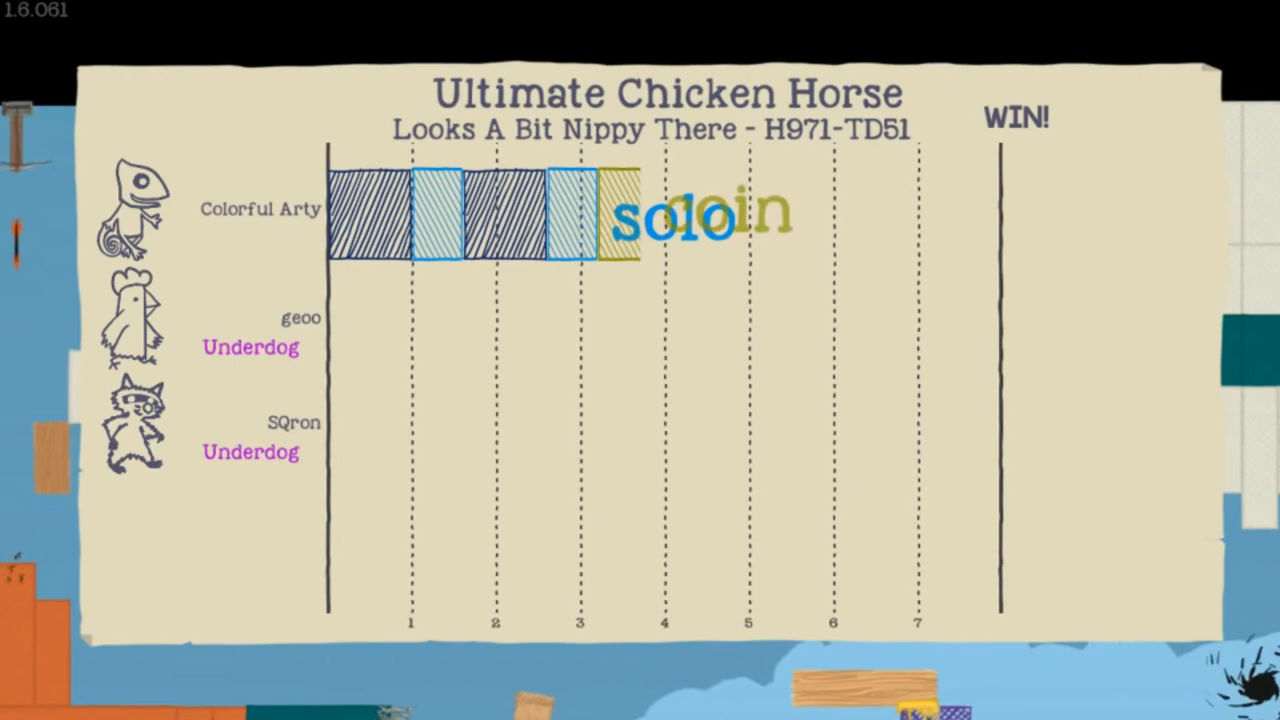 1.6.061
Ultimate Chicken Horse
Looks A Bit Nippy There - H971-TD51
WIN!
Colorful Arty
solo
coin
geoo
Underdog
SQron
Underdog
1 2 3 4 5 6 7